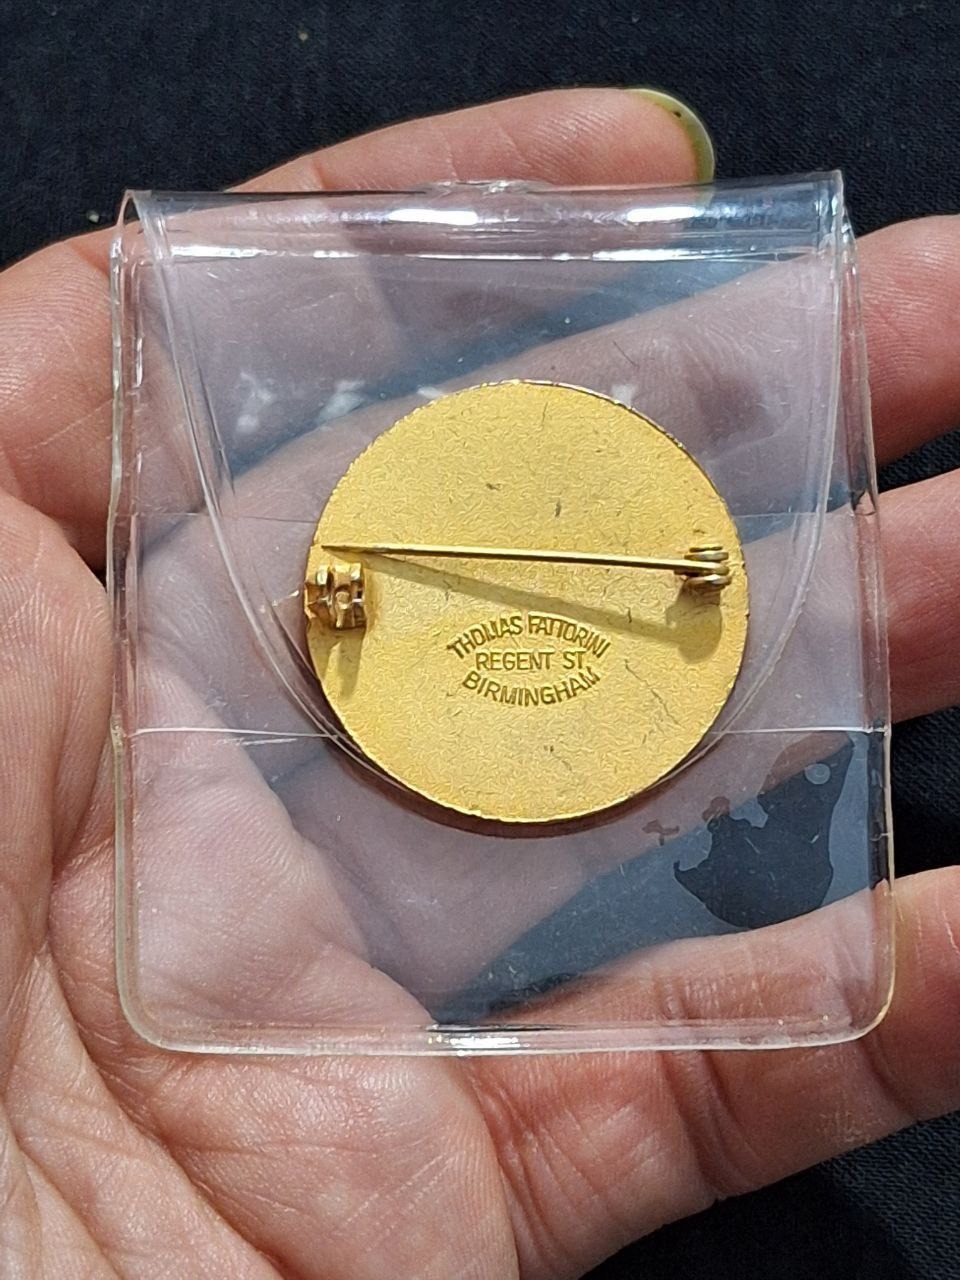 THOMAS FATTORINI
REGENT ST.
BIRMINGHAM